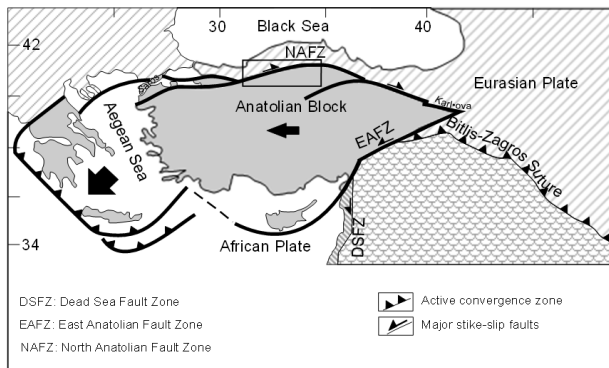 30
Black Sea
40
42
NAFZ
Eurasian Plate
Karlıova
Anatolian Block
Aegean Sea
EAFZ
Bitlis-Zagros Suture
African Plate
DSFZ
34
DSFZ: Dead Sea Fault Zone
Active convergence zone
EAFZ: East Anatolian Fault Zone
Major stike-slip faults
NAFZ: North Anatolian Fault Zone